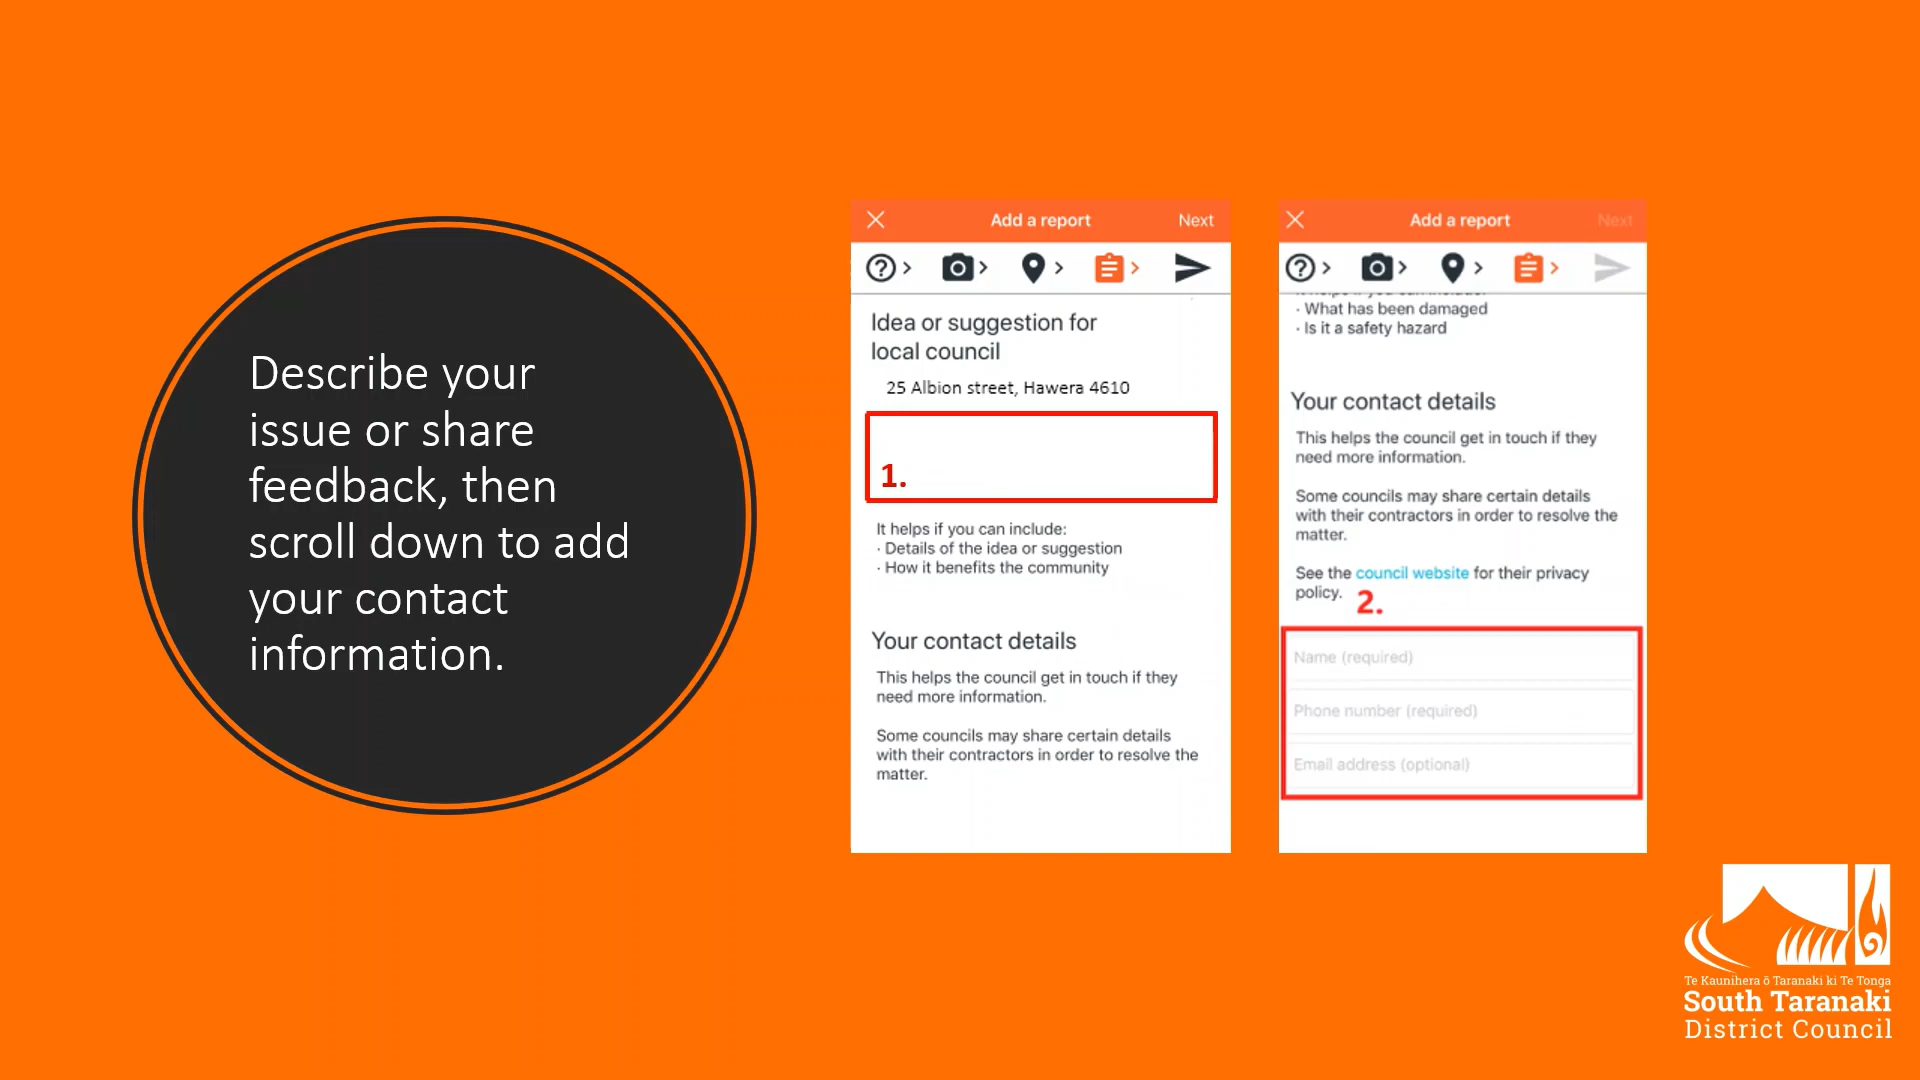 Describe your
issue or share
feedback, then
scroll down to add
your contact
information.
Add a report
Next
Idea or suggestion for
local council
25 Albion street, Hawera 4610
1.
It helps if you can include:
· Details of the idea or suggestion
· How it benefits the community
Your contact details
This helps the council get in touch if they
need more information.
Some councils may share certain details
with their contractors in order to resolve the
matter.
Add a report
Next
· What has been damaged
· Is it a safety hazard
Your contact details
This helps the council get in touch if they
need more information.
Some councils may share certain details
with their contractors in order to resolve the
matter.
See the council website for their privacy
policy.
2.
Name (required)
Phone number (required)
Email address (optional)
Te Kaunihera ō Taranaki ki Te Tonga
South Taranaki
District Council